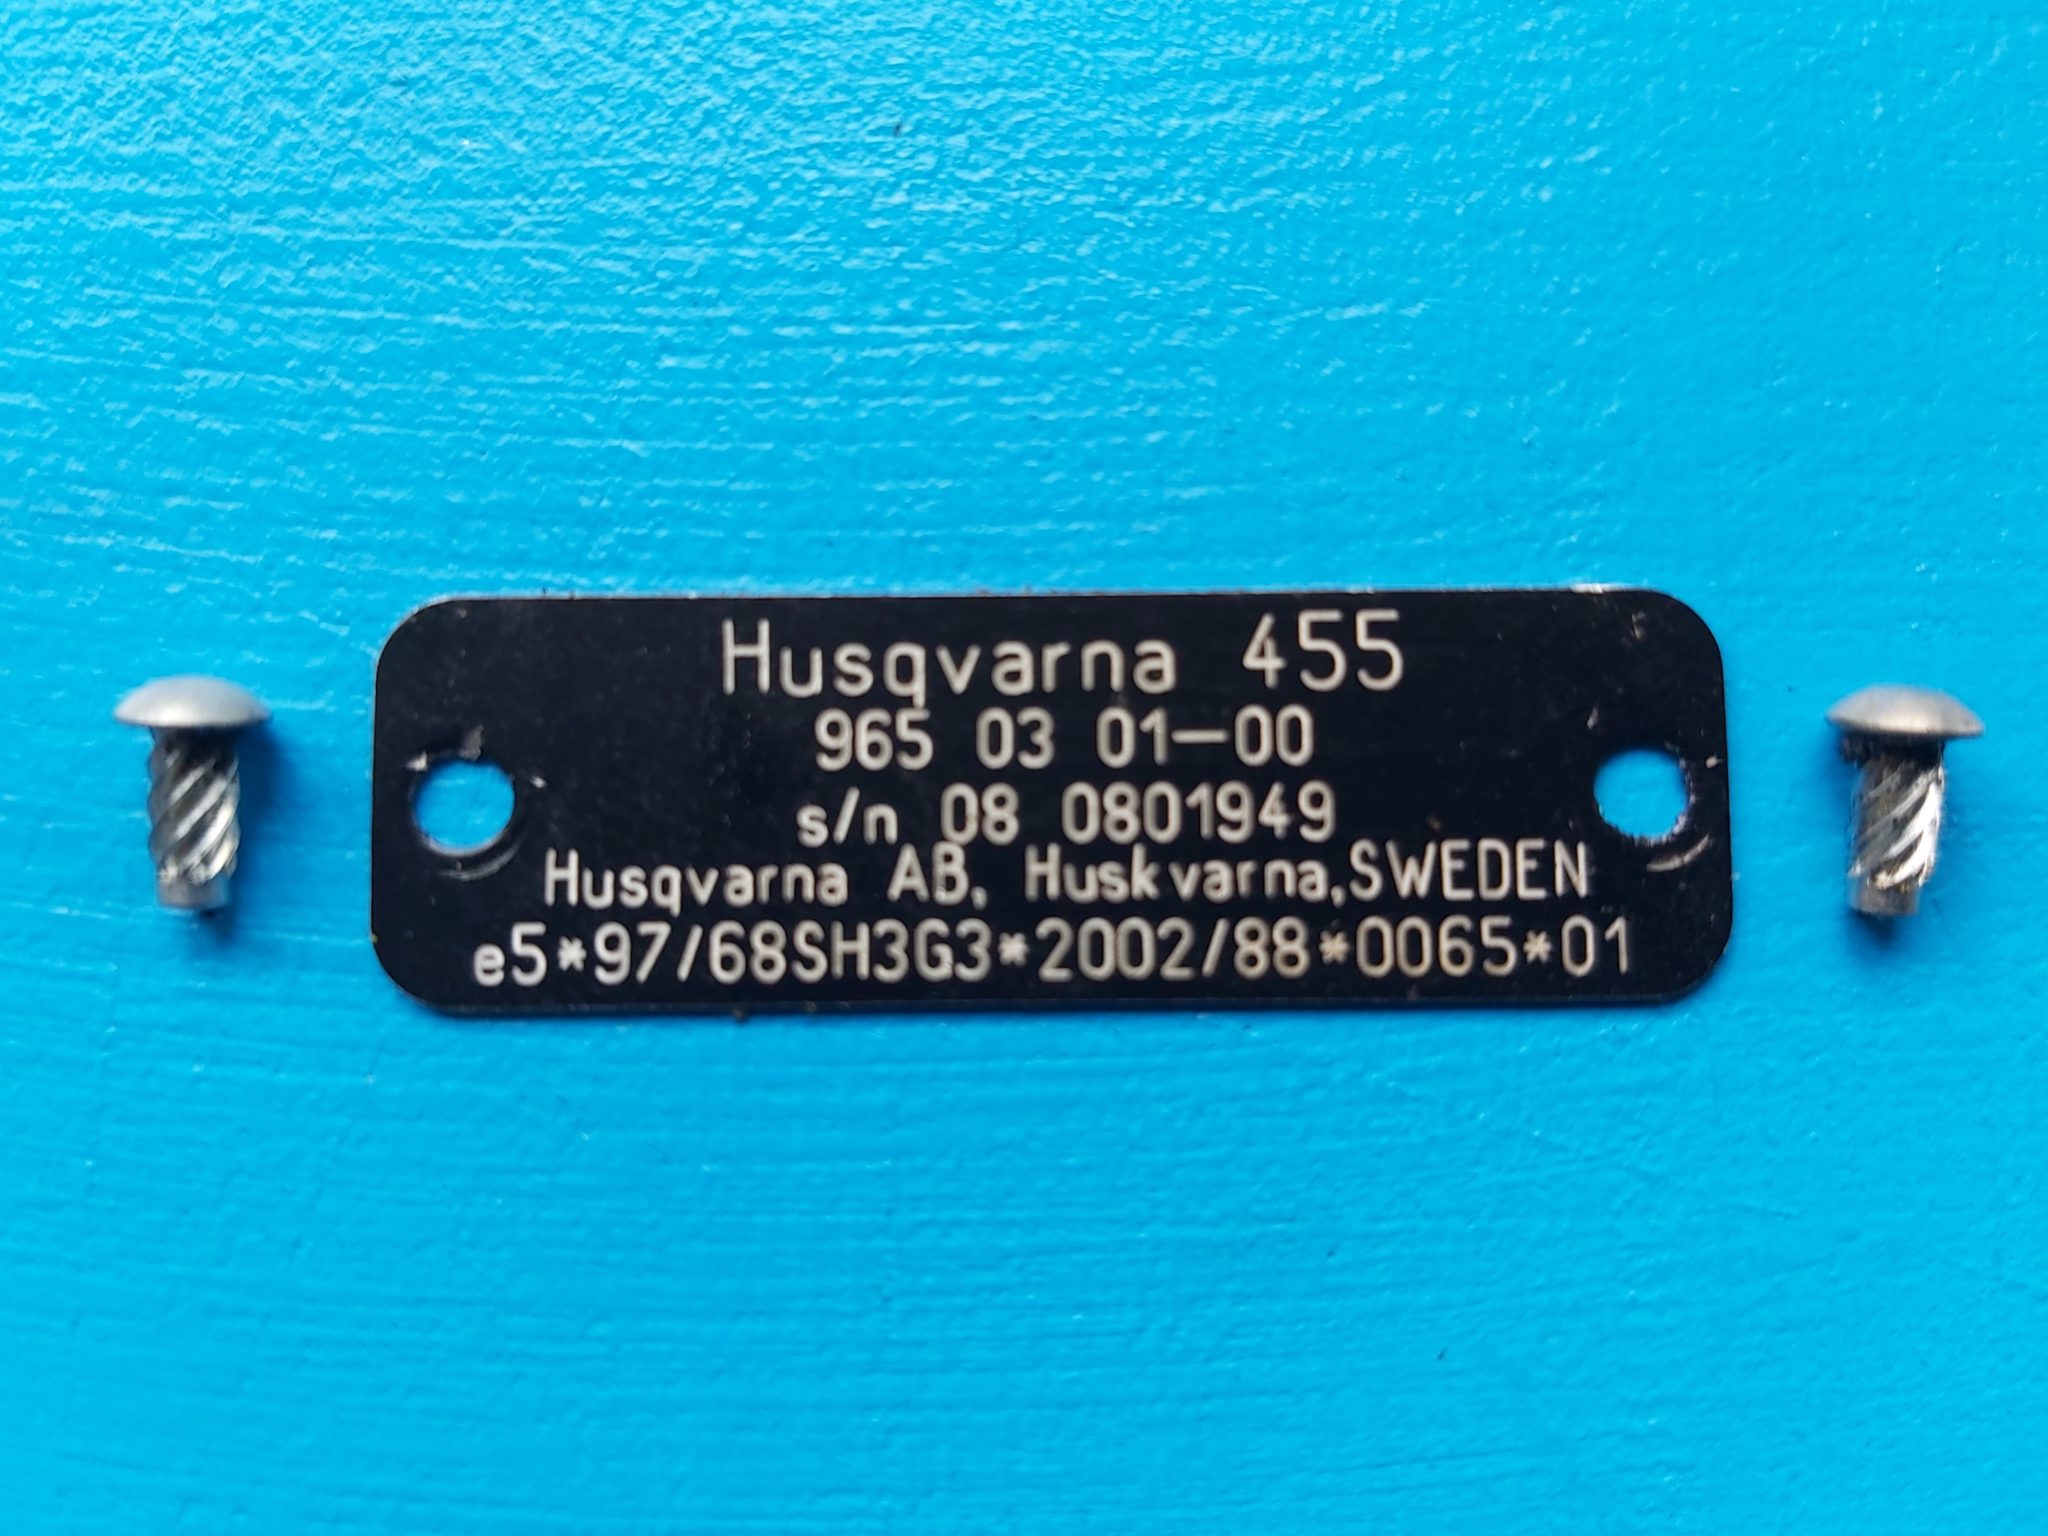 Husqvarna 455
965 03 01-00
s/n 08 0801949
Husqvarna AB, Huskvarna,SWEDEN
e5*97/68SH3G3*2002/88*0065*01